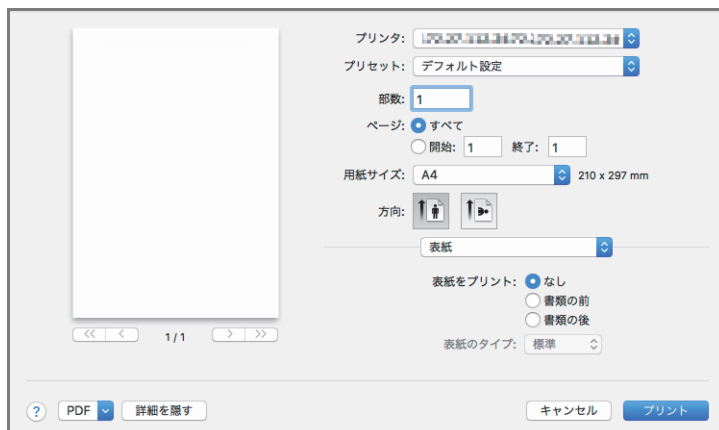 プリンタ:
プリセット: デフォルト設定
部数: 1
ページ: すべて
開始: 1 終了: 1
用紙サイズ: A4 210 x 297 mm
方向:
表紙
表紙をプリント: なし
書類の前
書類の後
表紙のタイプ: 標準
<< < 1 / 1 > >>
? PDF 詳細を隠す キャンセル プリント